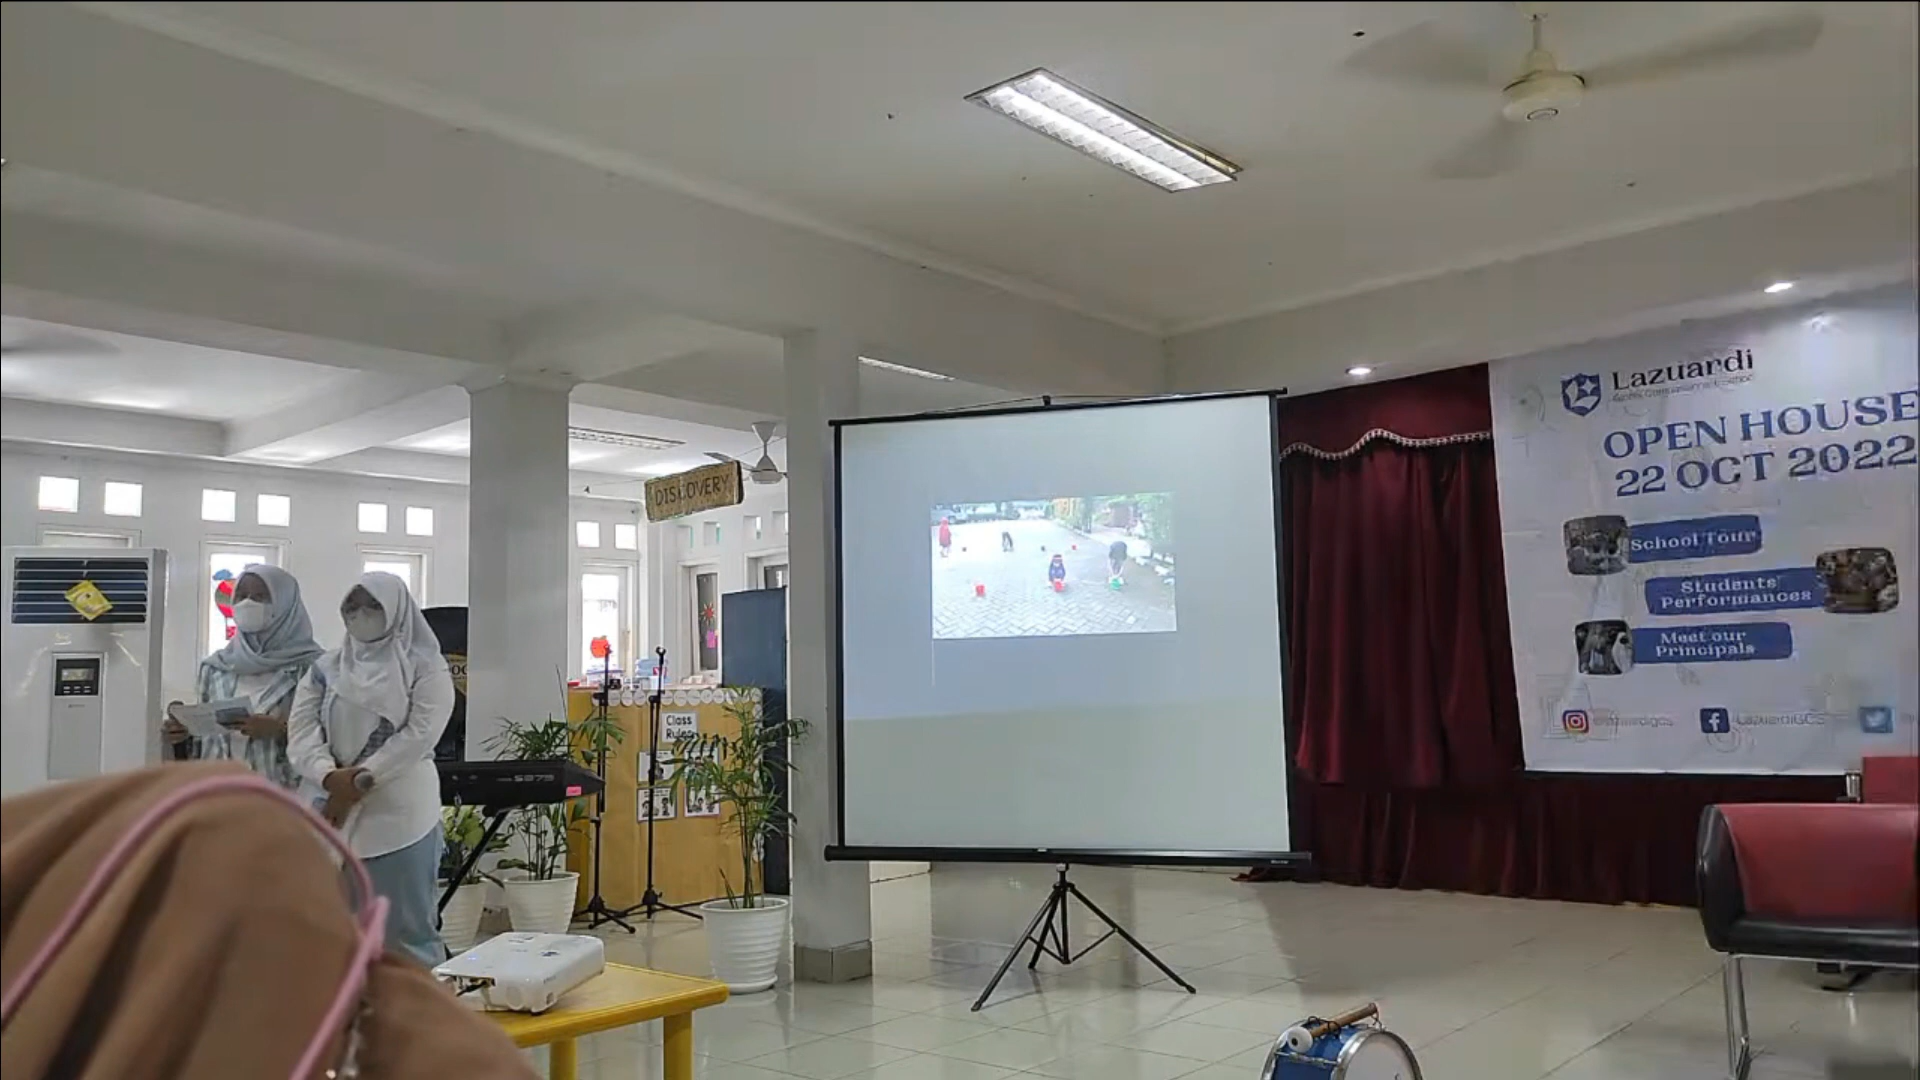 DISCOVERY
Class
Rules
Lazuardi
OPEN HOUSE
22 OCT 2022
School Tour
Students'
Performances
Meet our
Principals
LazuardiGCS